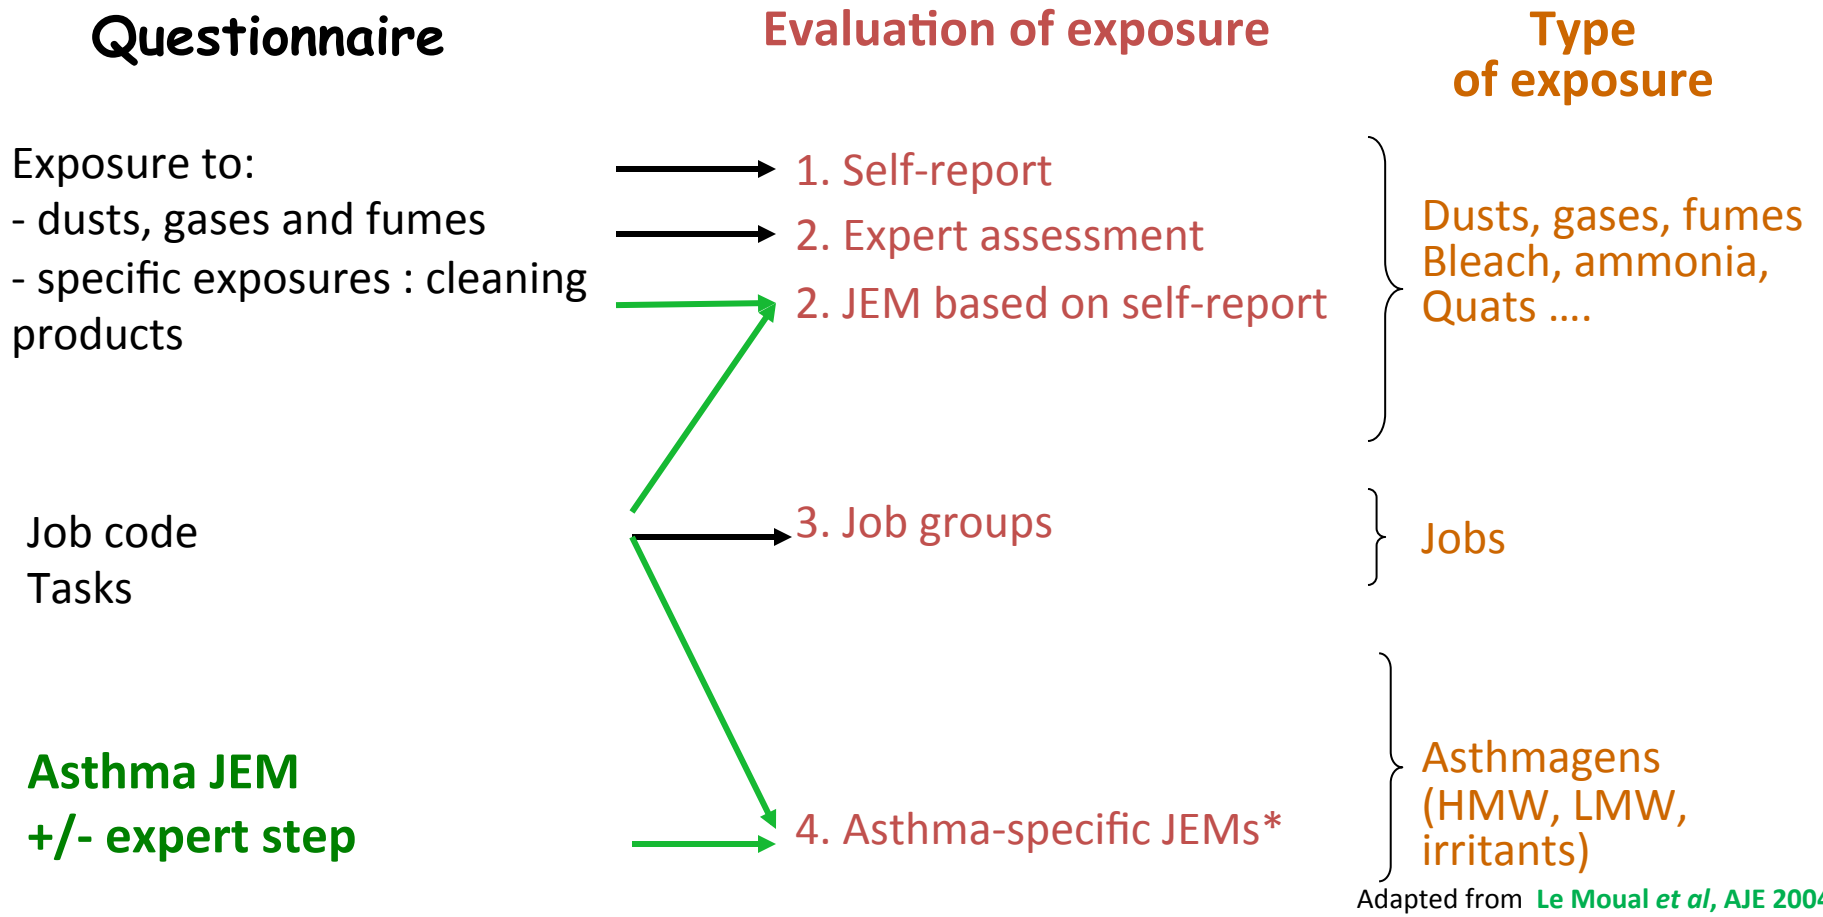 Questionnaire
Evaluation of exposure
Type
of exposure
Exposure to:
- dusts, gases and fumes
- specific exposures : cleaning
products
1. Self-report
2. Expert assessment
2. JEM based on self-report
Dusts, gases, fumes
Bleach, ammonia,
Quats ....
Job code
Tasks
3. Job groups
Jobs
Asthma JEM
+/- expert step
4. Asthma-specific JEMs*
Asthmagens
(HMW, LMW,
irritants)
Adapted from Le Moual et al, AJE 2004